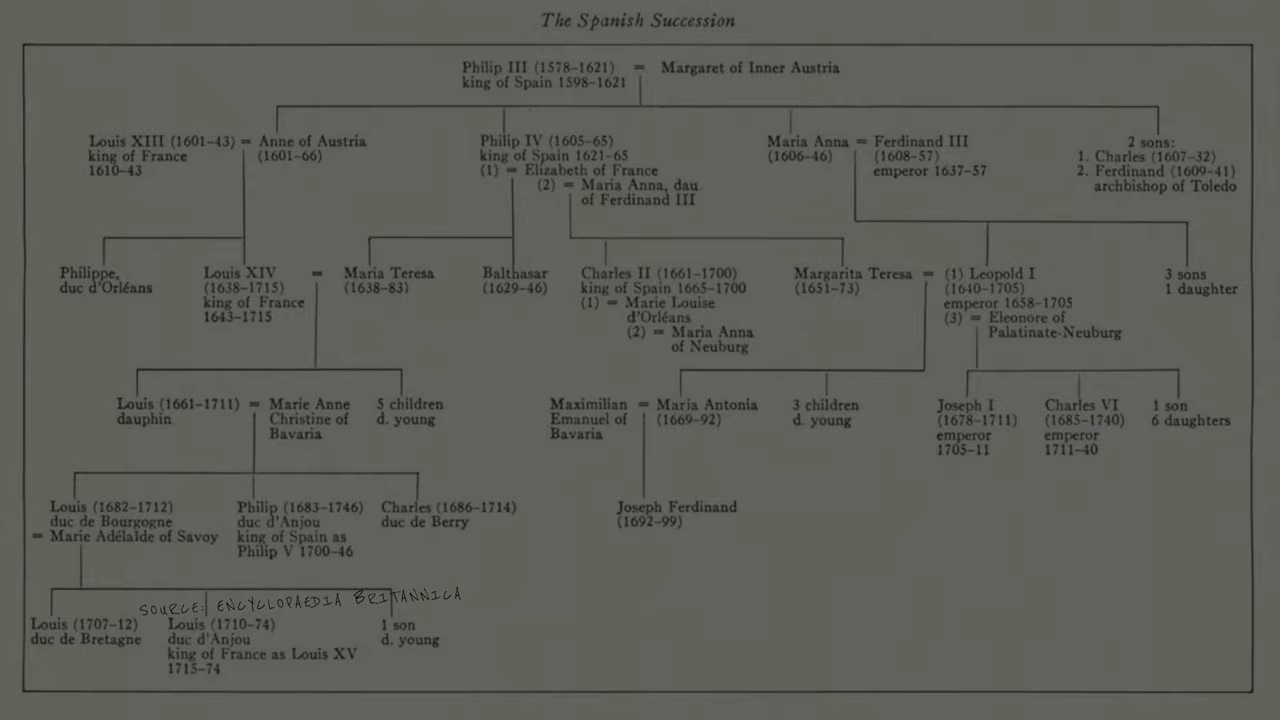 The Spanish Succession
Philip III (1578–1621) = Margaret of Inner Austria
king of Spain 1598–1621
Louis XIII (1601–43) = Anne of Austria
king of France (1601–66)
1610–43
Philip IV (1605–65)
king of Spain 1621–65
(1) = Elizabeth of France
(2) = Maria Anna, dau.
of Ferdinand III
Maria Anna = Ferdinand III
(1606–46) (1608–57)
emperor 1637–57
2 sons:
1. Charles (1607–32)
2. Ferdinand (1609–41)
archbishop of Toledo
Philippe,
duc d'Orléans
Louis XIV = Maria Teresa
(1638–1715) (1638–83)
king of France
1643–1715
Balthasar
(1629–46)
Charles II (1661–1700)
king of Spain 1665–1700
(1) = Marie Louise
d'Orléans
(2) = Maria Anna
of Neuburg
Margarita Teresa = (1) Leopold I
(1651–73) (1640–1705)
emperor 1658–1705
(3) = Eleonore of
Palatinate-Neuburg
3 sons
1 daughter
Louis (1661–1711) = Marie Anne
dauphin Christine of
Bavaria
5 children
d. young
Maximilian = Maria Antonia
Emanuel of (1669–92)
Bavaria
3 children
d. young
Joseph I
(1678–1711)
emperor
1705–11
Charles VI
(1685–1740)
emperor
1711–40
1 son
6 daughters
Louis (1682–1712)
duc de Bourgogne
= Marie Adélaïde of Savoy
Philip (1683–1746)
duc d'Anjou
king of Spain as
Philip V 1700–46
Charles (1686–1714)
duc de Berry
Joseph Ferdinand
(1692–99)
SOURCE: ENCYCLOPAEDIA BRITANNICA
Louis (1707–12)
duc de Bretagne
Louis (1710–74)
duc d'Anjou
king of France as Louis XV
1715–74
1 son
d. young